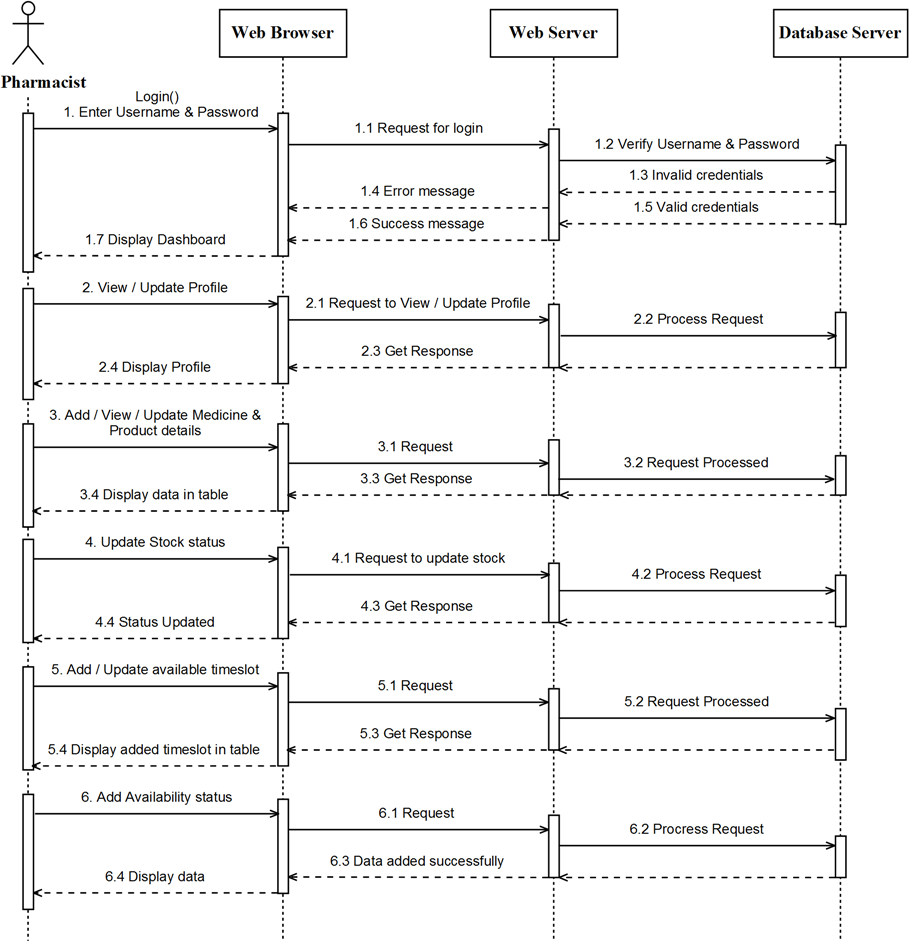 Web Browser
Web Server
Database Server
Pharmacist
Login()
1. Enter Username & Password
1.1 Request for login
1.2 Verify Username & Password
1.3 Invalid credentials
1.4 Error message
1.5 Valid credentials
1.6 Success message
1.7 Display Dashboard
2. View / Update Profile
2.1 Request to View / Update Profile
2.2 Process Request
2.3 Get Response
2.4 Display Profile
3. Add / View / Update Medicine &
Product details
3.1 Request
3.2 Request Processed
3.3 Get Response
3.4 Display data in table
4. Update Stock status
4.1 Request to update stock
4.2 Process Request
4.3 Get Response
4.4 Status Updated
5. Add / Update available timeslot
5.1 Request
5.2 Request Processed
5.3 Get Response
5.4 Display added timeslot in table
6. Add Availability status
6.1 Request
6.2 Procress Request
6.3 Data added successfully
6.4 Display data